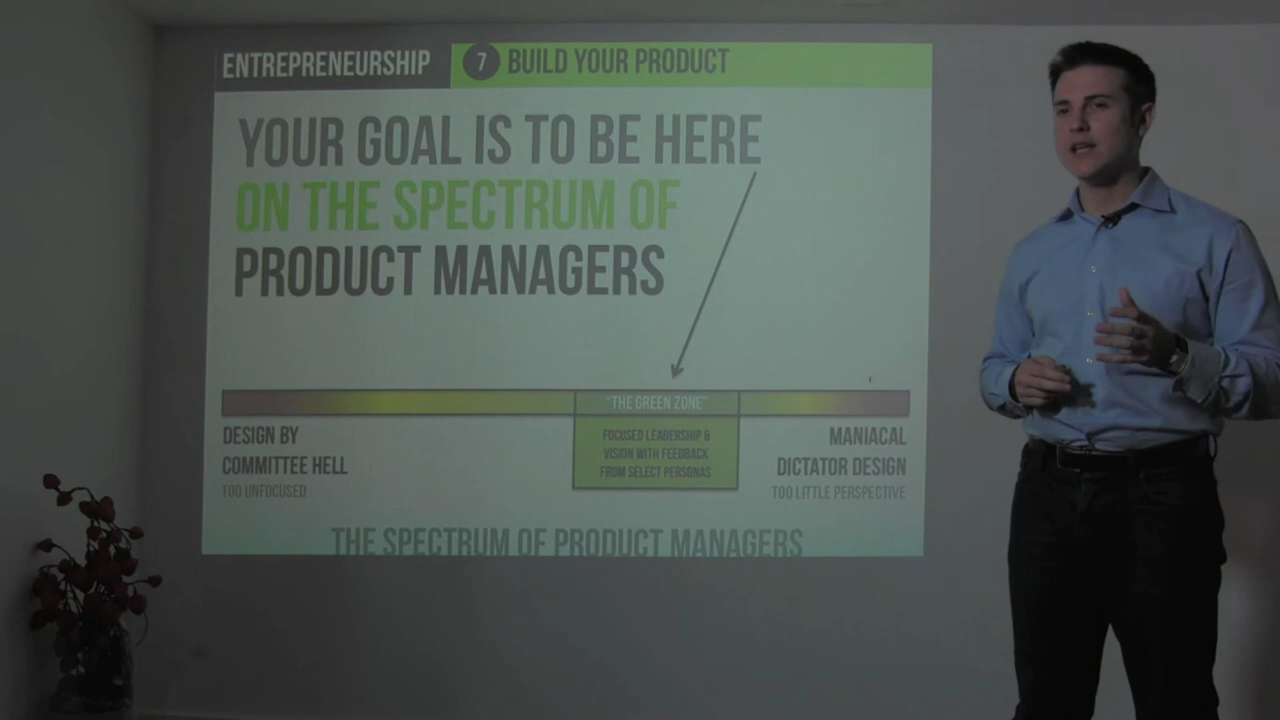 ENTREPRENEURSHIP
7 BUILD YOUR PRODUCT
YOUR GOAL IS TO BE HERE
ON THE SPECTRUM OF
PRODUCT MANAGERS
"THE GREEN ZONE"
FOCUSED LEADERSHIP &
VISION WITH FEEDBACK
FROM SELECT PERSONAS
DESIGN BY
COMMITTEE HELL
TOO UNFOCUSED
MANIACAL
DICTATOR DESIGN
TOO LITTLE PERSPECTIVE
THE SPECTRUM OF PRODUCT MANAGERS